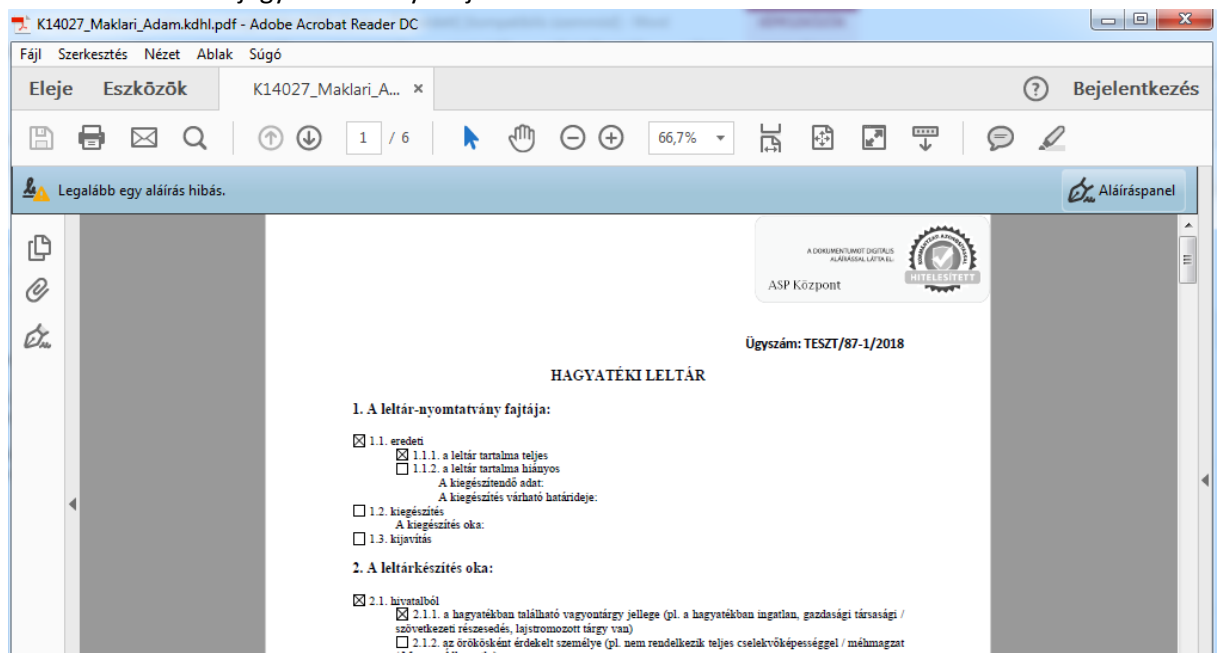 K14027_Maklari_Adam.kdhl.pdf - Adobe Acrobat Reader DC
Fájl Szerkesztés Nézet Ablak Súgó
Eleje Eszközök K14027_Maklari_A... × Bejelentkezés
1 / 6 66,7%
Legalább egy aláírás hibás. Aláíráspanel
A DOKUMENTUMOT DIGITÁLIS
ALÁÍRÁSSAL LÁTTA EL:
ASP Központ
HITELESÍTETT
Ügyszám: TESZT/87-1/2018
HAGYATÉKI LELTÁR
1. A leltár-nyomtatvány fajtája:
1.1. eredeti
1.1.1. a leltár tartalma teljes
1.1.2. a leltár tartalma hiányos
A kiegészítendő adat:
A kiegészítés várható határideje:
1.2. kiegészítés
A kiegészítés oka:
1.3. kijavítás
2. A leltárkészítés oka:
2.1. hivatalból
2.1.1. a hagyatékban található vagyontárgy jellege (pl. a hagyatékban ingatlan, gazdasági társasági /
szövetkezeti részesedés, lajstromozott tárgy van)
2.1.2. az örökösként érdekelt személye (pl. nem rendelkezik teljes cselekvőképességgel / méhmagzat